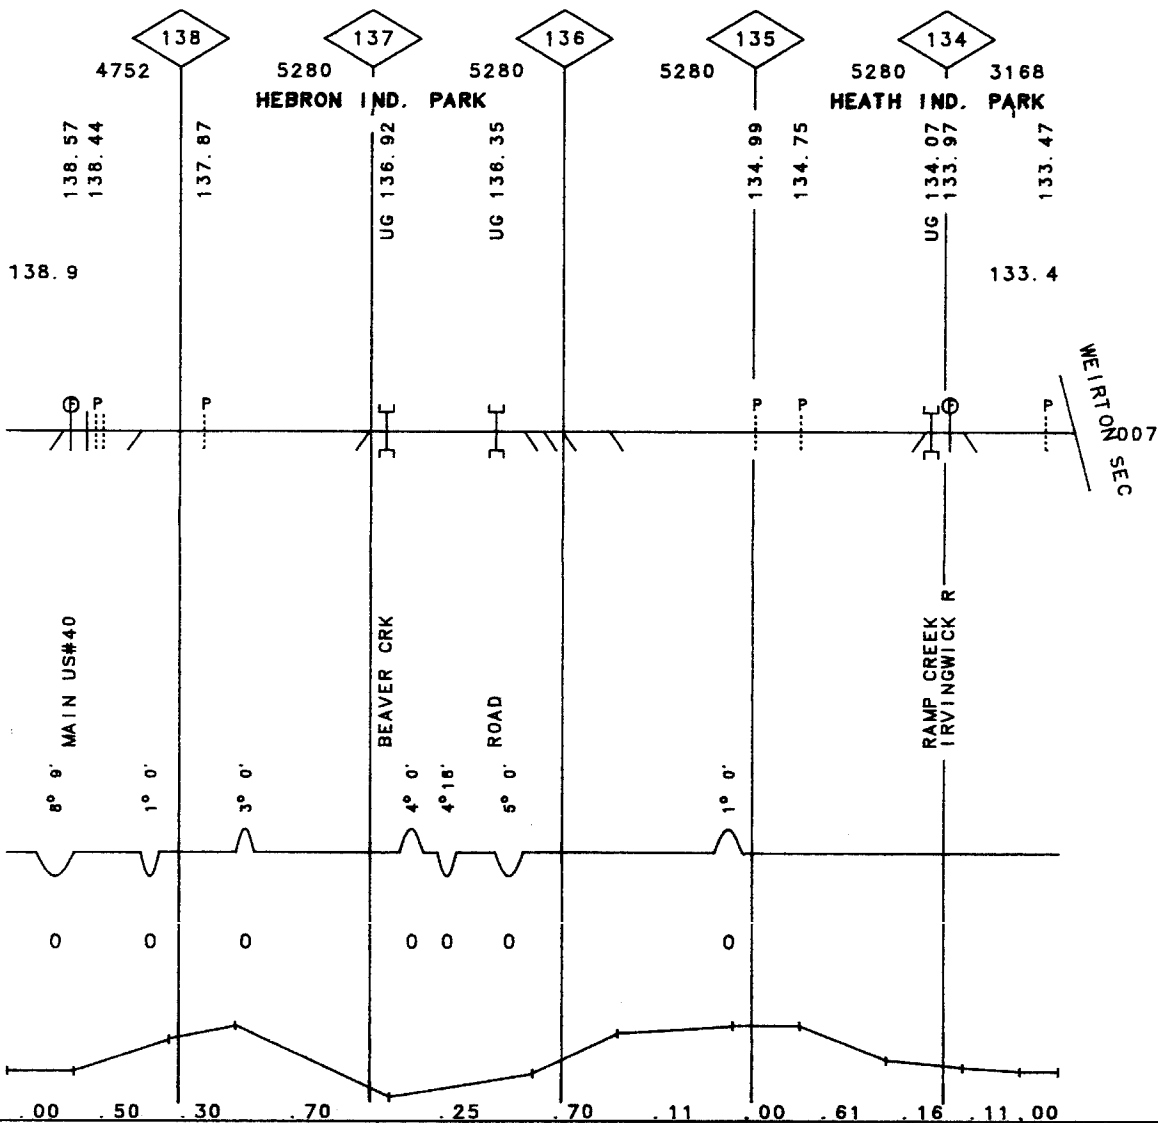 138 137 136 135 134
4752 5280 5280 5280 5280 3168
HEBRON IND. PARK HEATH IND. PARK
138.57 138.44 137.87 UG 136.92 UG 136.35 134.99 134.75 UG 134.07 133.97 133.47
138.9 133.4
WEIRTON SEC
F P P P P F P
007
MAIN US#40 BEAVER CRK ROAD RAMP CREEK IRVINGWICK R
8° 9' 1° 0' 3° 0' 4° 0' 4°18' 5° 0' 1° 0'
0 0 0 0 0 0 0
.00 .50 .30 .70 .25 .70 .11 .00 .61 .16 .11 .00